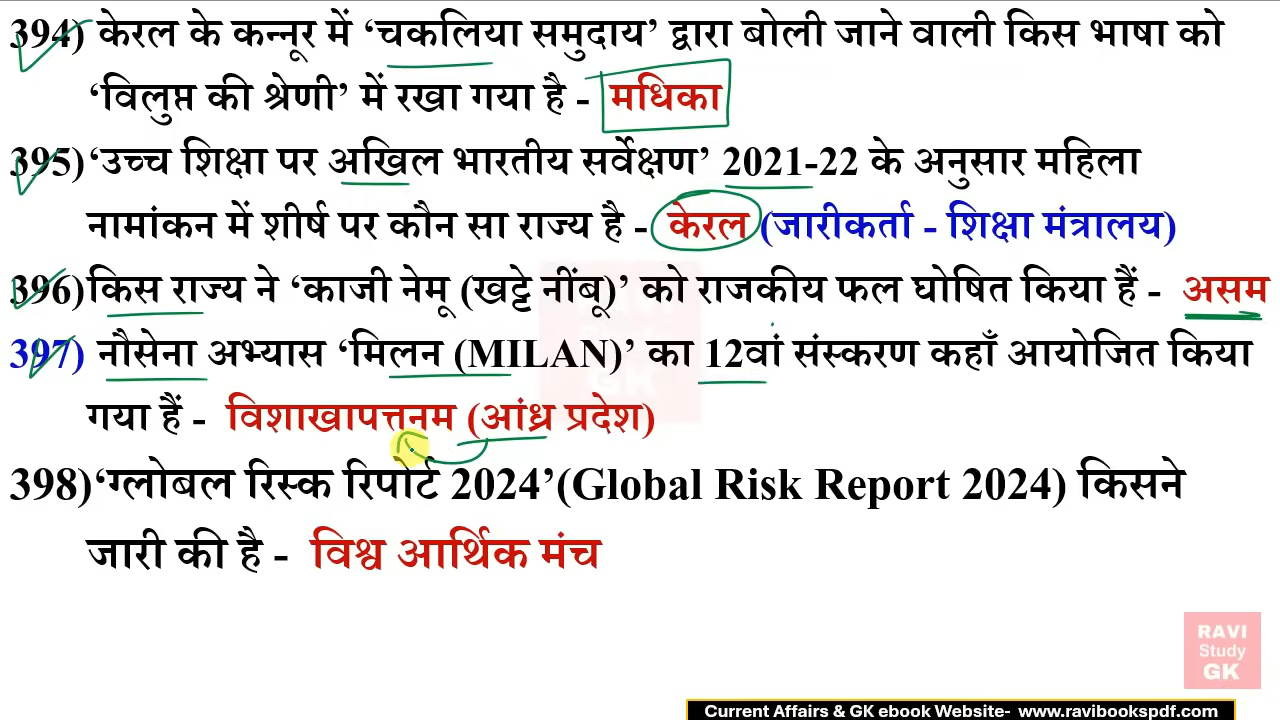 394) केरल के कन्नूर में ‘चकलिया समुदाय’ द्वारा बोली जाने वाली किस भाषा को
‘विलुप्त की श्रेणी’ में रखा गया है - मधिका
395) ‘उच्च शिक्षा पर अखिल भारतीय सर्वेक्षण’ 2021-22 के अनुसार महिला
नामांकन में शीर्ष पर कौन सा राज्य है - केरल (जारीकर्ता - शिक्षा मंत्रालय)
396) किस राज्य ने ‘काजी नेमू (खट्टे नींबू)’ को राजकीय फल घोषित किया हैं - असम
397) नौसेना अभ्यास ‘मिलन (MILAN)’ का 12वां संस्करण कहाँ आयोजित किया
गया हैं - विशाखापत्तनम (आंध्र प्रदेश)
398) ‘ग्लोबल रिस्क रिपोर्ट 2024’(Global Risk Report 2024) किसने
जारी की है - विश्व आर्थिक मंच
RAVI
Study
GK
RAVI
Study
GK
Current Affairs & GK ebook Website- www.ravibookspdf.com